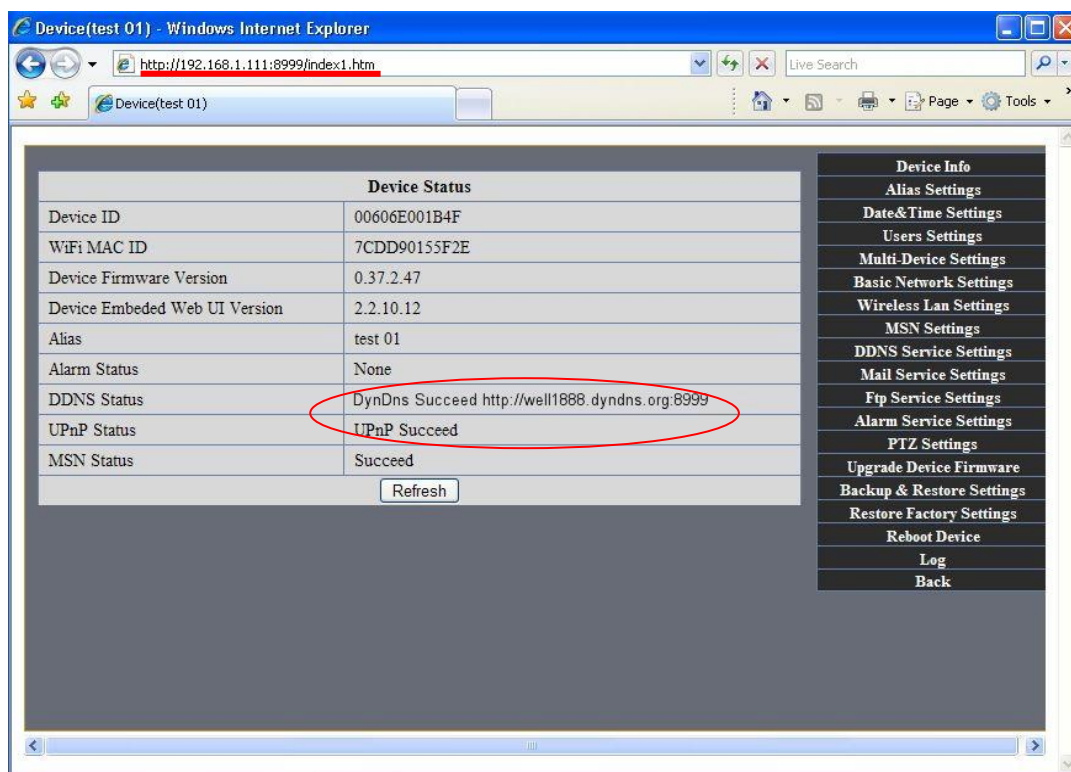 Device(test 01) - Windows Internet Explorer
http://192.168.1.111:8999/index1.htm
Live Search
Device(test 01)
Page
Tools
Device Status
Device ID 00606E001B4F
WiFi MAC ID 7CDD90155F2E
Device Firmware Version 0.37.2.47
Device Embeded Web UI Version 2.2.10.12
Alias test 01
Alarm Status None
DDNS Status DynDns Succeed http://well1888.dyndns.org:8999
UPnP Status UPnP Succeed
MSN Status Succeed
Refresh
Device Info
Alias Settings
Date&Time Settings
Users Settings
Multi-Device Settings
Basic Network Settings
Wireless Lan Settings
MSN Settings
DDNS Service Settings
Mail Service Settings
Ftp Service Settings
Alarm Service Settings
PTZ Settings
Upgrade Device Firmware
Backup & Restore Settings
Restore Factory Settings
Reboot Device
Log
Back